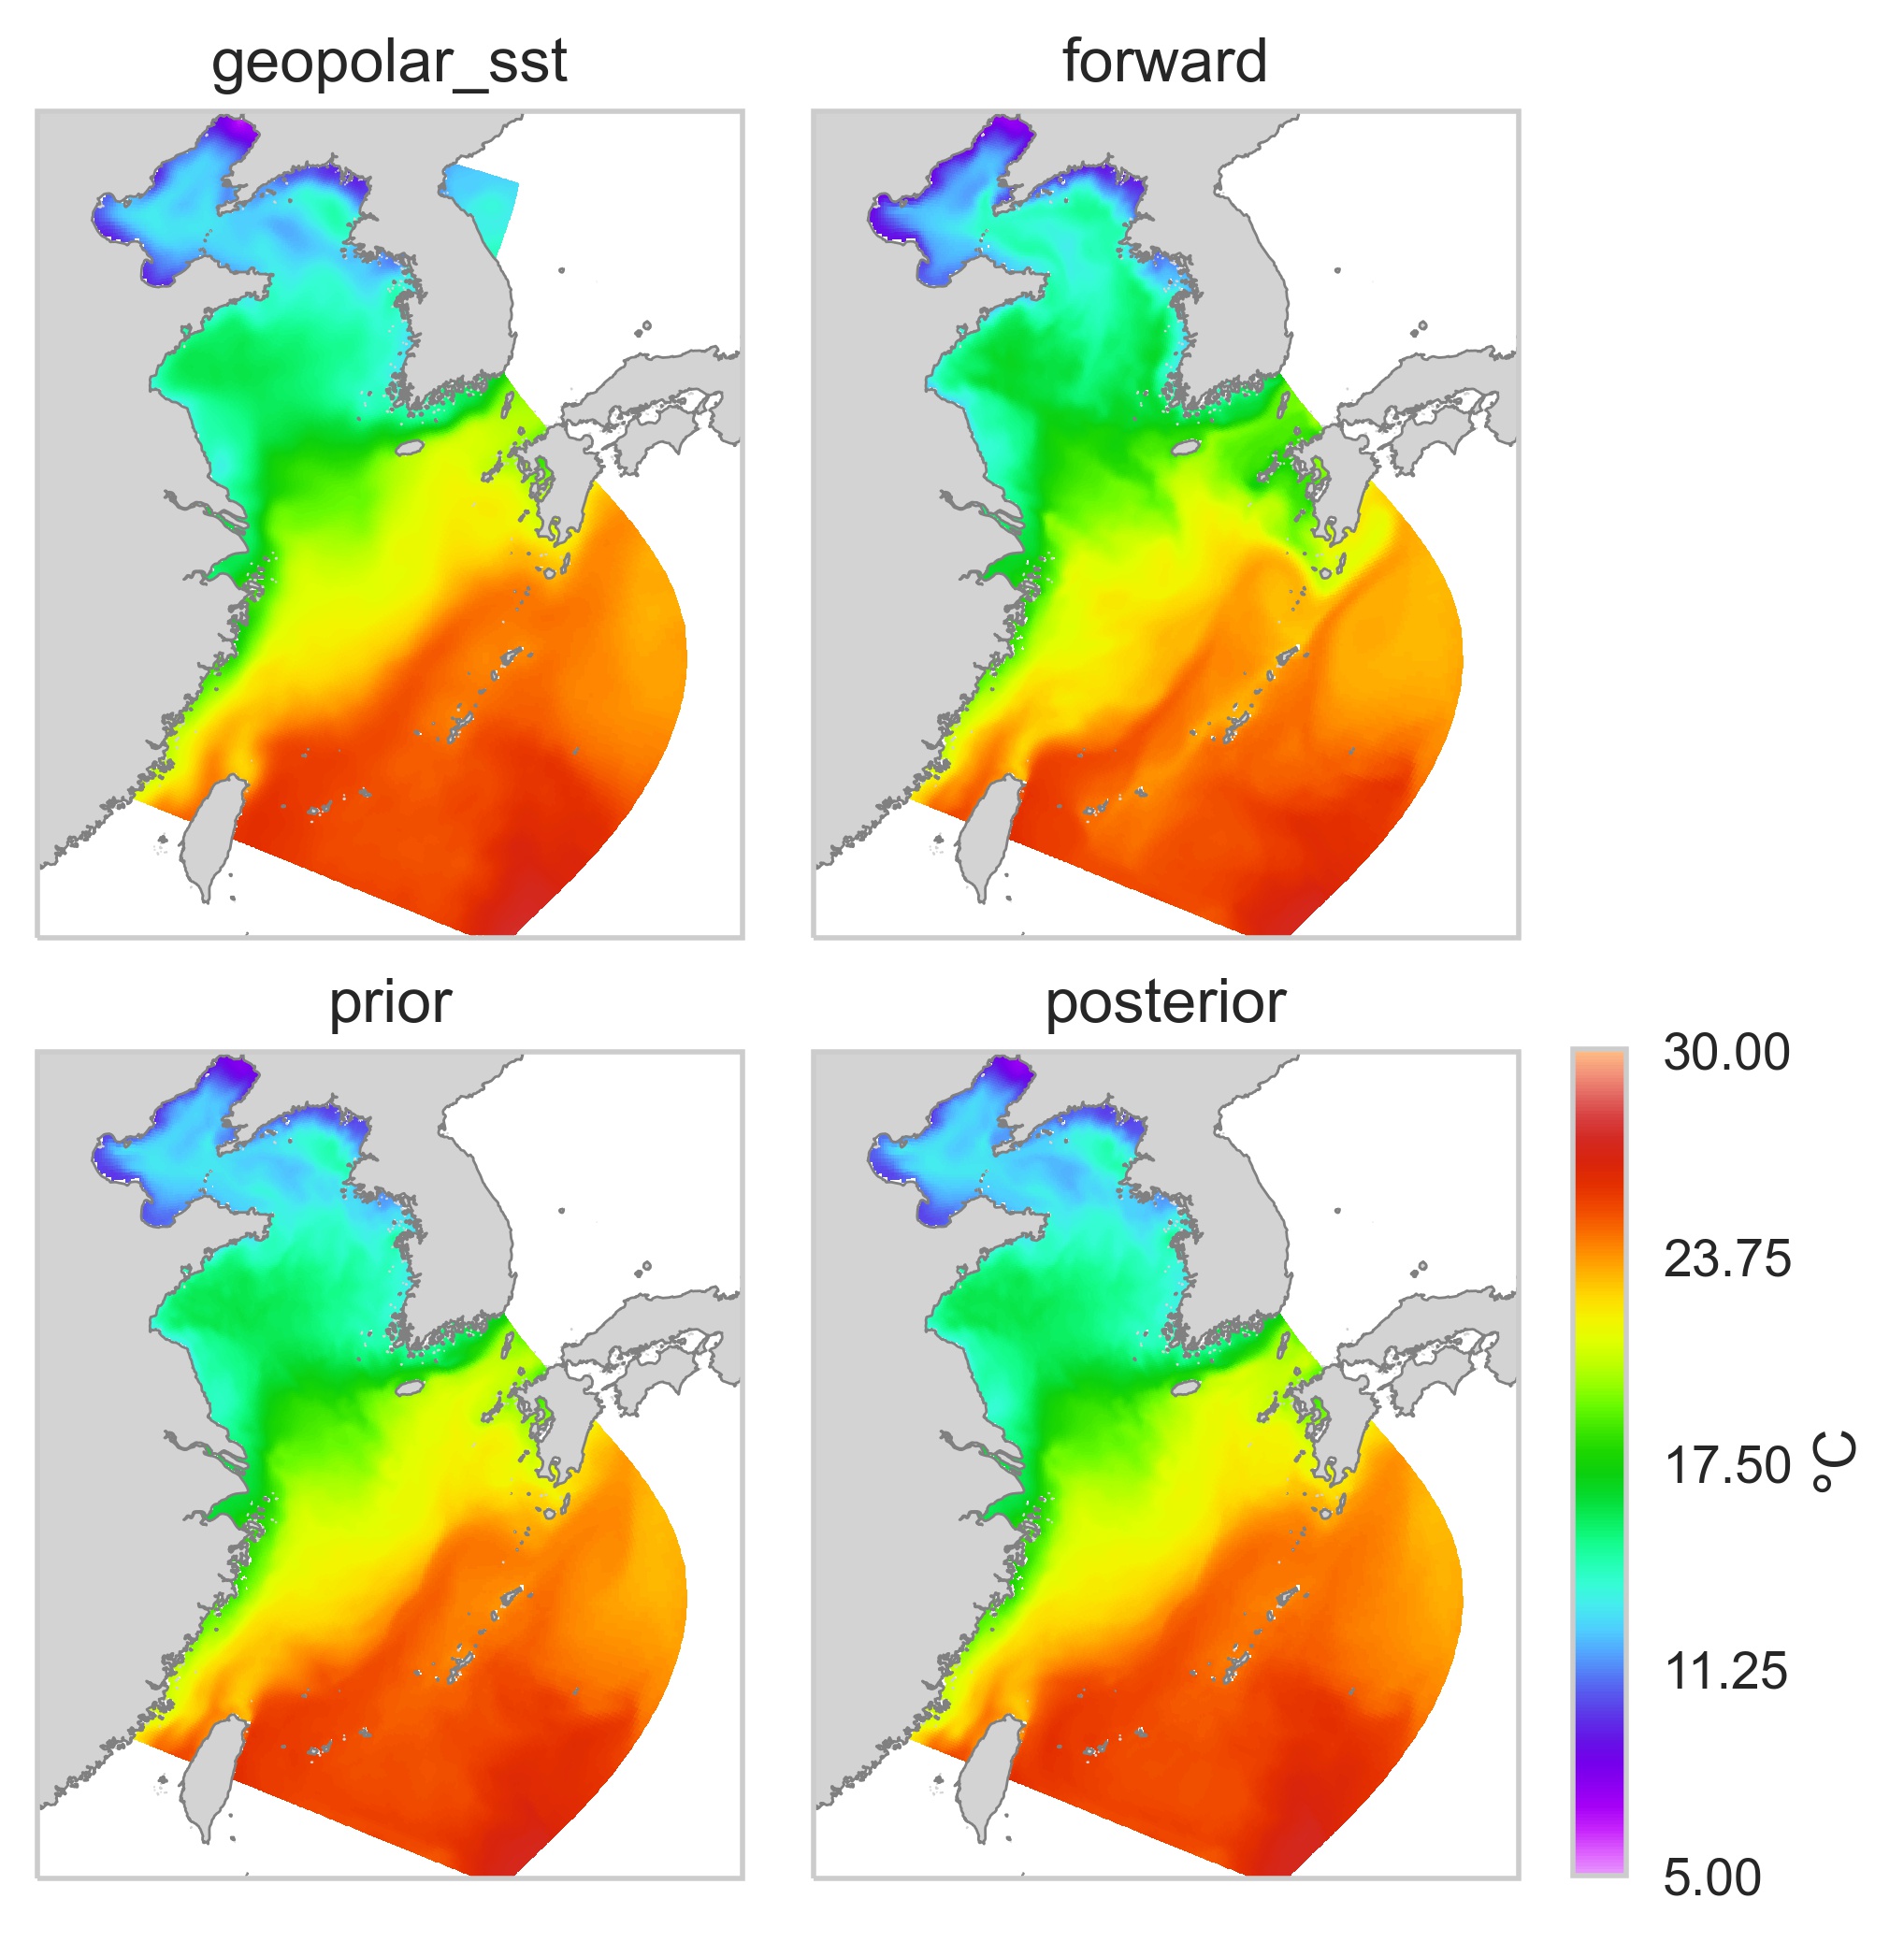 geopolar_sst
forward
prior
posterior
30.00
23.75
17.50
11.25
5.00
°C